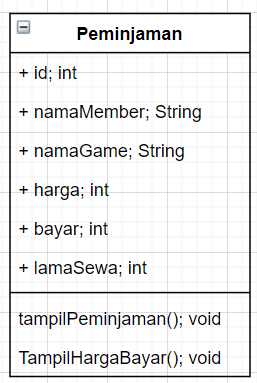 Peminjaman
+ id; int
+ namaMember; String
+ namaGame; String
+ harga; int
+ bayar; int
+ lamaSewa; int
tampilPeminjaman(); void
TampilHargaBayar(); void